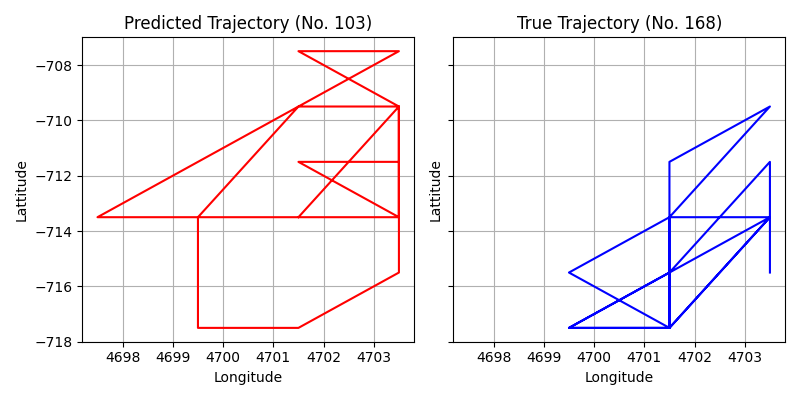 Predicted Trajectory (No. 103)
True Trajectory (No. 168)
Lattitude
−708
−710
−712
−714
−716
−718
4698 4699 4700 4701 4702 4703
Longitude
Lattitude
4698 4699 4700 4701 4702 4703
Longitude